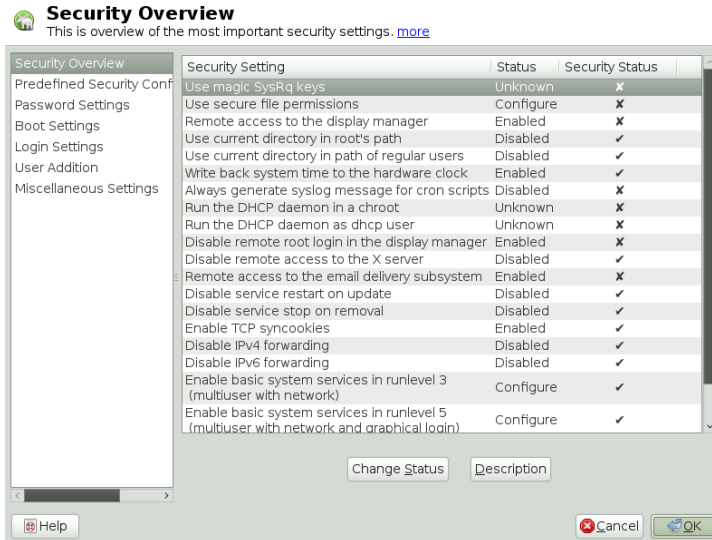 Security Overview
This is overview of the most important security settings. more
Security Overview
Predefined Security Conf
Password Settings
Boot Settings
Login Settings
User Addition
Miscellaneous Settings
Security Setting Status Security Status
Use magic SysRq keys Unknown ✘
Use secure file permissions Configure ✘
Remote access to the display manager Enabled ✘
Use current directory in root's path Disabled ✔
Use current directory in path of regular users Disabled ✔
Write back system time to the hardware clock Enabled ✔
Always generate syslog message for cron scripts Disabled ✘
Run the DHCP daemon in a chroot Unknown ✘
Run the DHCP daemon as dhcp user Unknown ✘
Disable remote root login in the display manager Enabled ✘
Disable remote access to the X server Disabled ✔
Remote access to the email delivery subsystem Enabled ✘
Disable service restart on update Disabled ✔
Disable service stop on removal Disabled ✔
Enable TCP syncookies Enabled ✔
Disable IPv4 forwarding Disabled ✔
Disable IPv6 forwarding Disabled ✔
Enable basic system services in runlevel 3
(multiuser with network) Configure ✔
Enable basic system services in runlevel 5
(multiuser with network and graphical login) Configure ✔
Change Status Description
Help Cancel OK